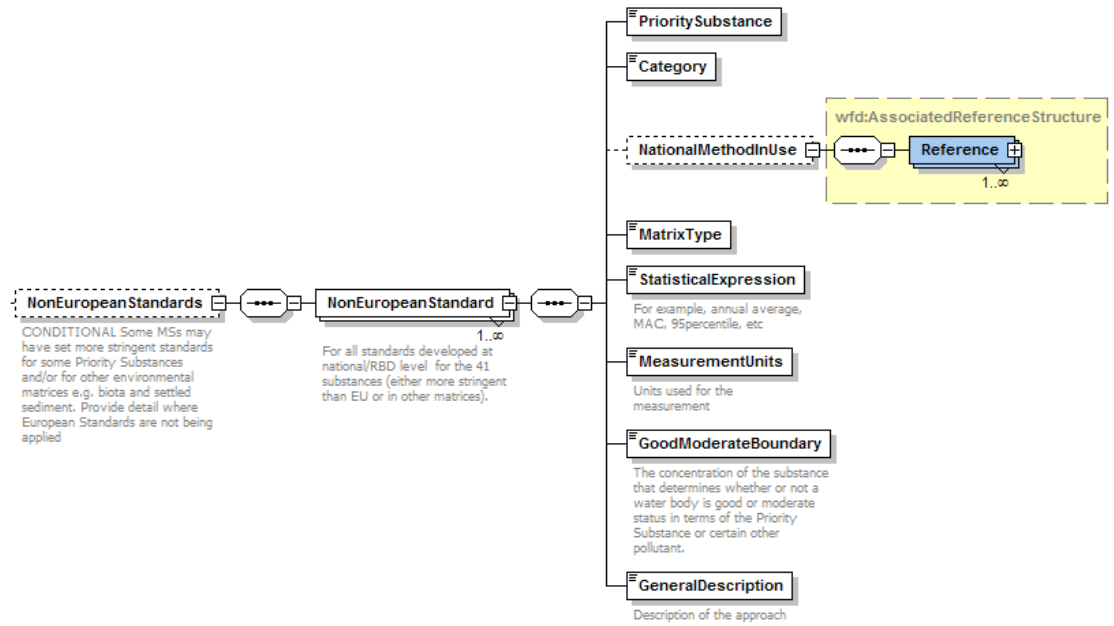 PrioritySubstance
Category
wfd:AssociatedReferenceStructure
NationalMethodInUse
Reference
1..∞
MatrixType
NonEuropeanStandards
CONDITIONAL Some MSs may
have set more stringent standards
for some Priority Substances
and/or for other environmental
matrices e.g. biota and settled
sediment. Provide detail where
European Standards are not being
applied
NonEuropeanStandard
1..∞
For all standards developed at
national/RBD level for the 41
substances (either more stringent
than EU or in other matrices).
StatisticalExpression
For example, annual average,
MAC, 95percentile, etc
MeasurementUnits
Units used for the
measurement
GoodModerateBoundary
The concentration of the substance
that determines whether or not a
water body is good or moderate
status in terms of the Priority
Substance or certain other
pollutant.
GeneralDescription
Description of the approach